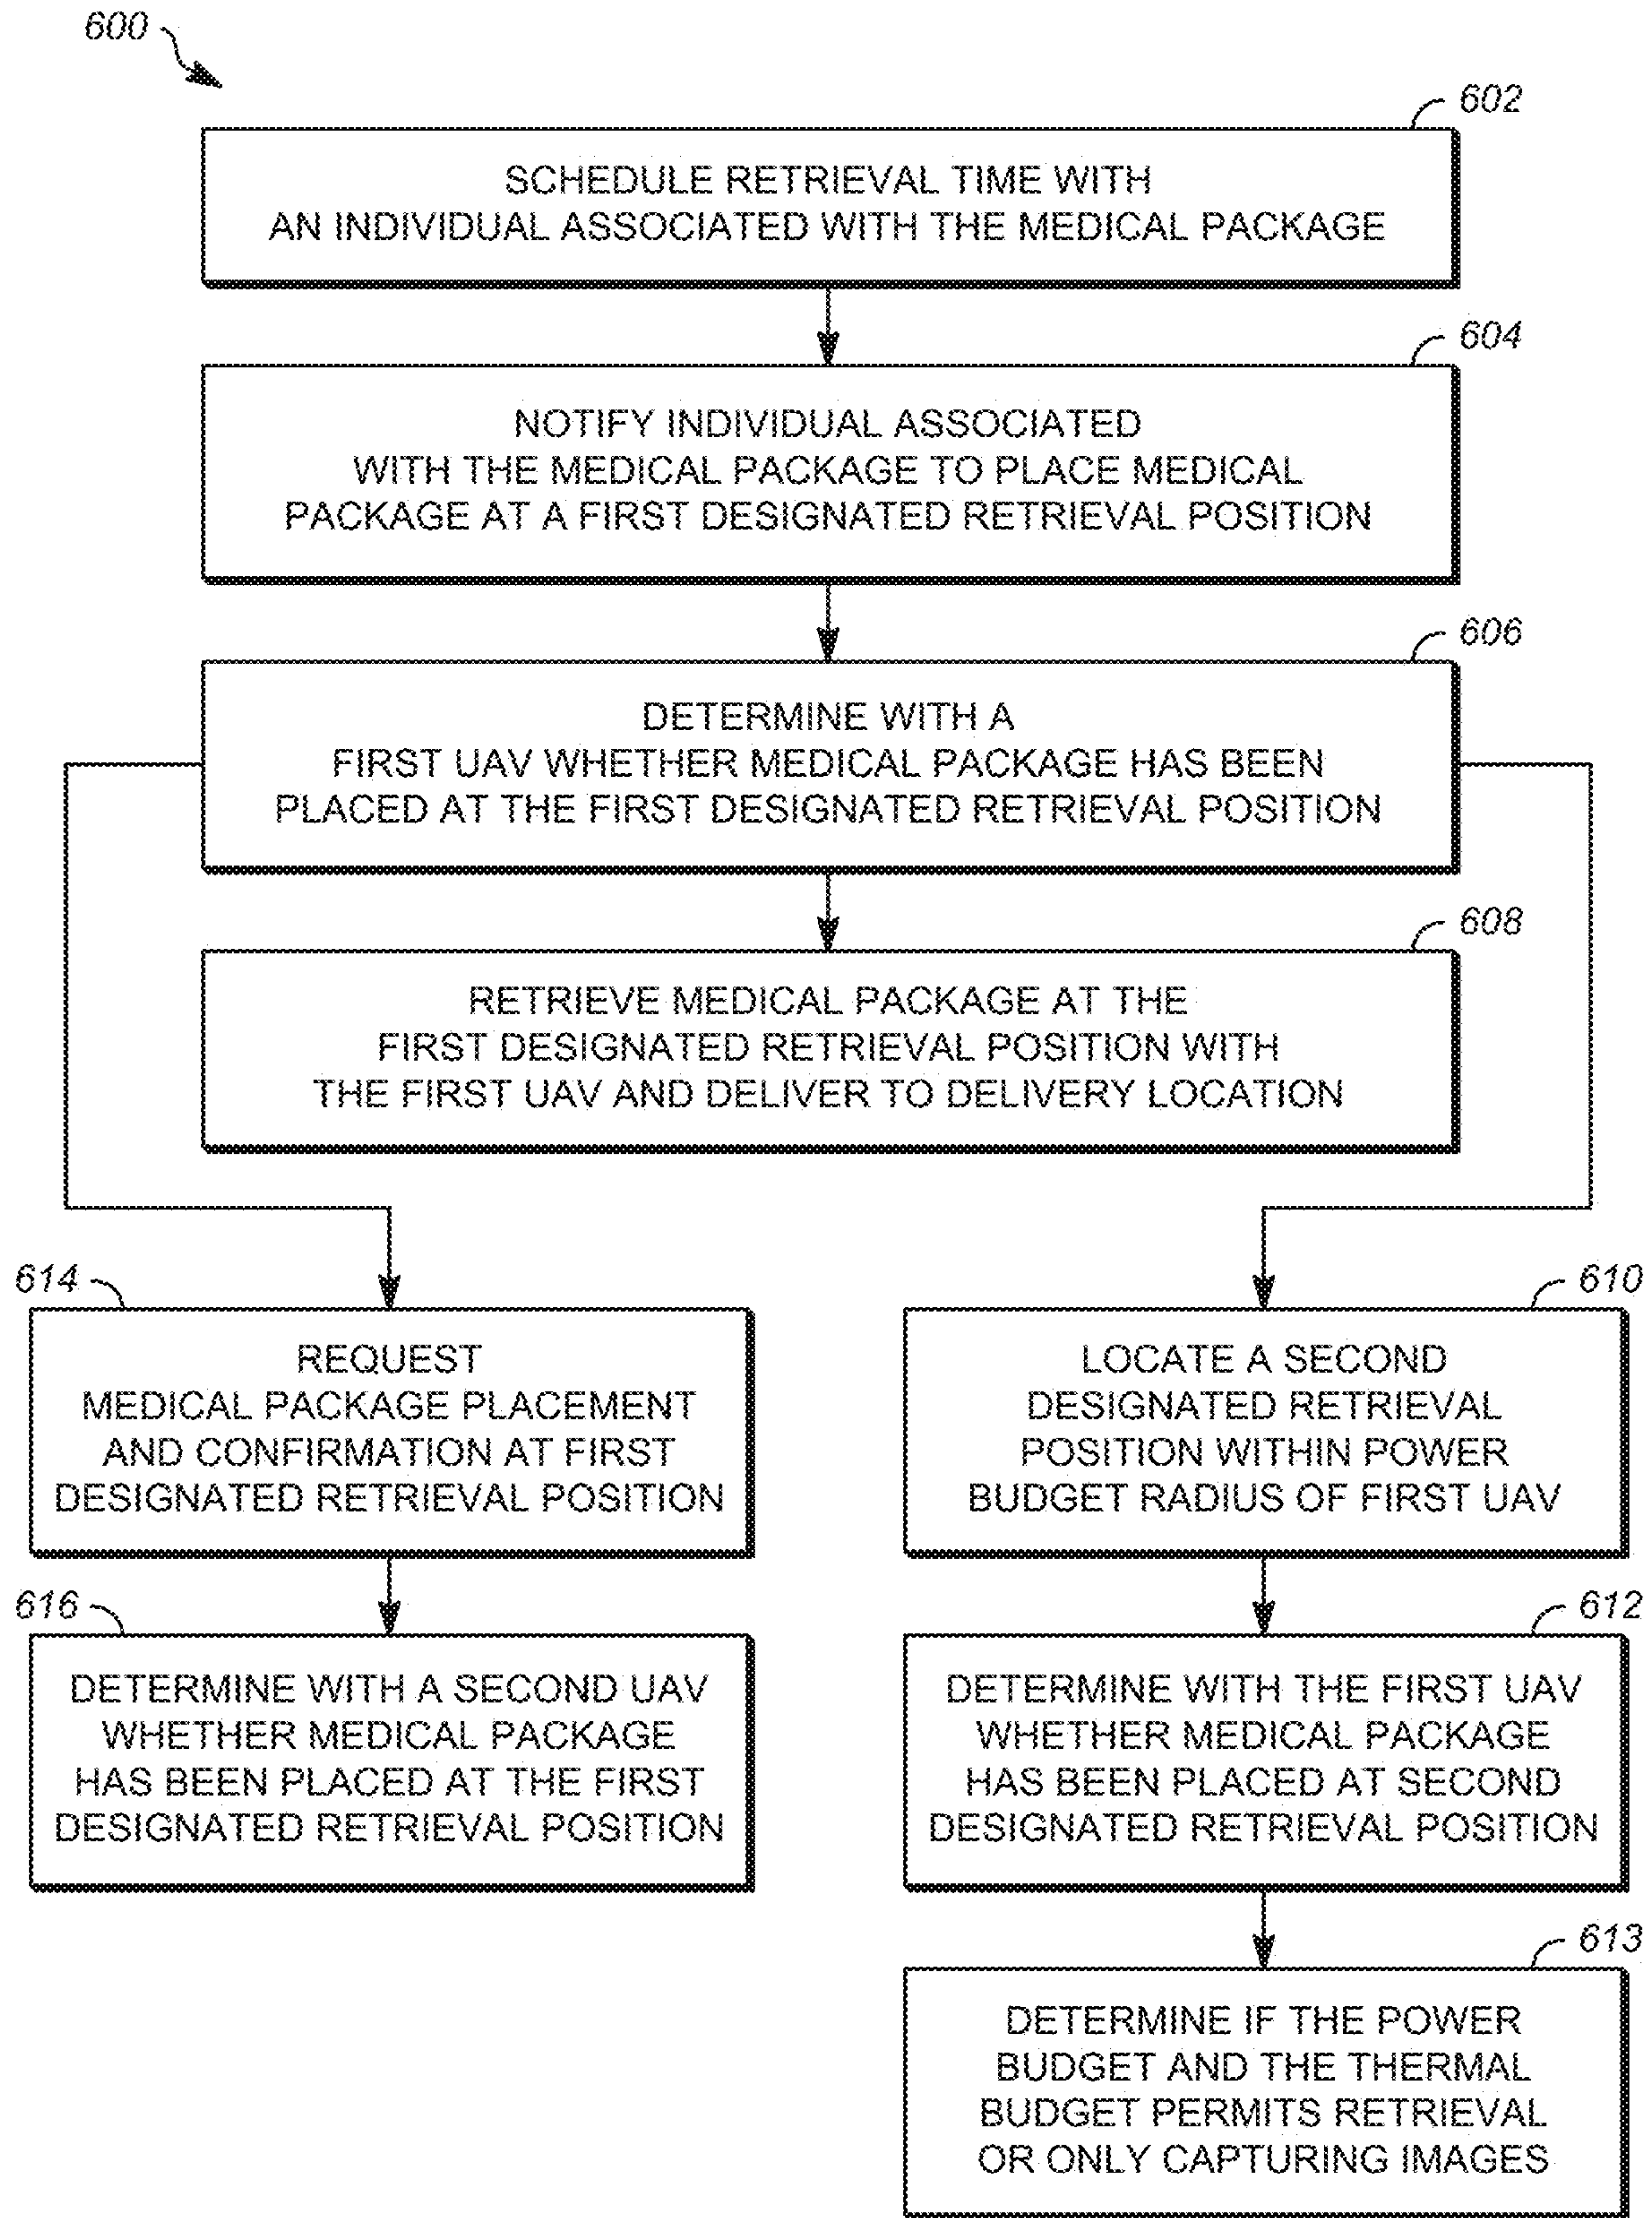 600
602
SCHEDULE RETRIEVAL TIME WITH
AN INDIVIDUAL ASSOCIATED WITH THE MEDICAL PACKAGE
604
NOTIFY INDIVIDUAL ASSOCIATED
WITH THE MEDICAL PACKAGE TO PLACE MEDICAL
PACKAGE AT A FIRST DESIGNATED RETRIEVAL POSITION
606
DETERMINE WITH A
FIRST UAV WHETHER MEDICAL PACKAGE HAS BEEN
PLACED AT THE FIRST DESIGNATED RETRIEVAL POSITION
608
RETRIEVE MEDICAL PACKAGE AT THE
FIRST DESIGNATED RETRIEVAL POSITION WITH
THE FIRST UAV AND DELIVER TO DELIVERY LOCATION
614
REQUEST
MEDICAL PACKAGE PLACEMENT
AND CONFIRMATION AT FIRST
DESIGNATED RETRIEVAL POSITION
616
DETERMINE WITH A SECOND UAV
WHETHER MEDICAL PACKAGE
HAS BEEN PLACED AT THE FIRST
DESIGNATED RETRIEVAL POSITION
610
LOCATE A SECOND
DESIGNATED RETRIEVAL
POSITION WITHIN POWER
BUDGET RADIUS OF FIRST UAV
612
DETERMINE WITH THE FIRST UAV
WHETHER MEDICAL PACKAGE
HAS BEEN PLACED AT SECOND
DESIGNATED RETRIEVAL POSITION
613
DETERMINE IF THE POWER
BUDGET AND THE THERMAL
BUDGET PERMITS RETRIEVAL
OR ONLY CAPTURING IMAGES